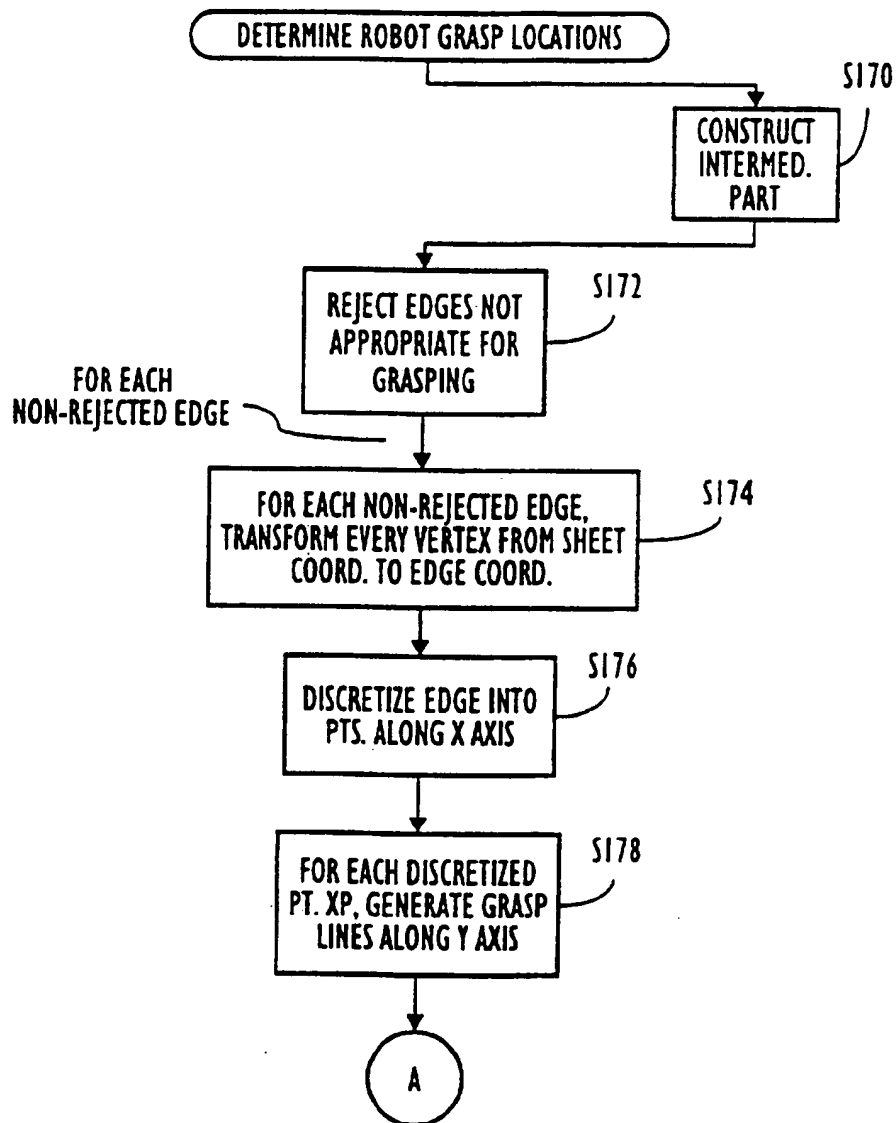 DETERMINE ROBOT GRASP LOCATIONS
S170
CONSTRUCT
INTERMED.
PART
S172
REJECT EDGES NOT
APPROPRIATE FOR
GRASPING
FOR EACH
NON-REJECTED EDGE
S174
FOR EACH NON-REJECTED EDGE,
TRANSFORM EVERY VERTEX FROM SHEET
COORD. TO EDGE COORD.
S176
DISCRETIZE EDGE INTO
PTS. ALONG X AXIS
S178
FOR EACH DISCRETIZED
PT. XP, GENERATE GRASP
LINES ALONG Y AXIS
A